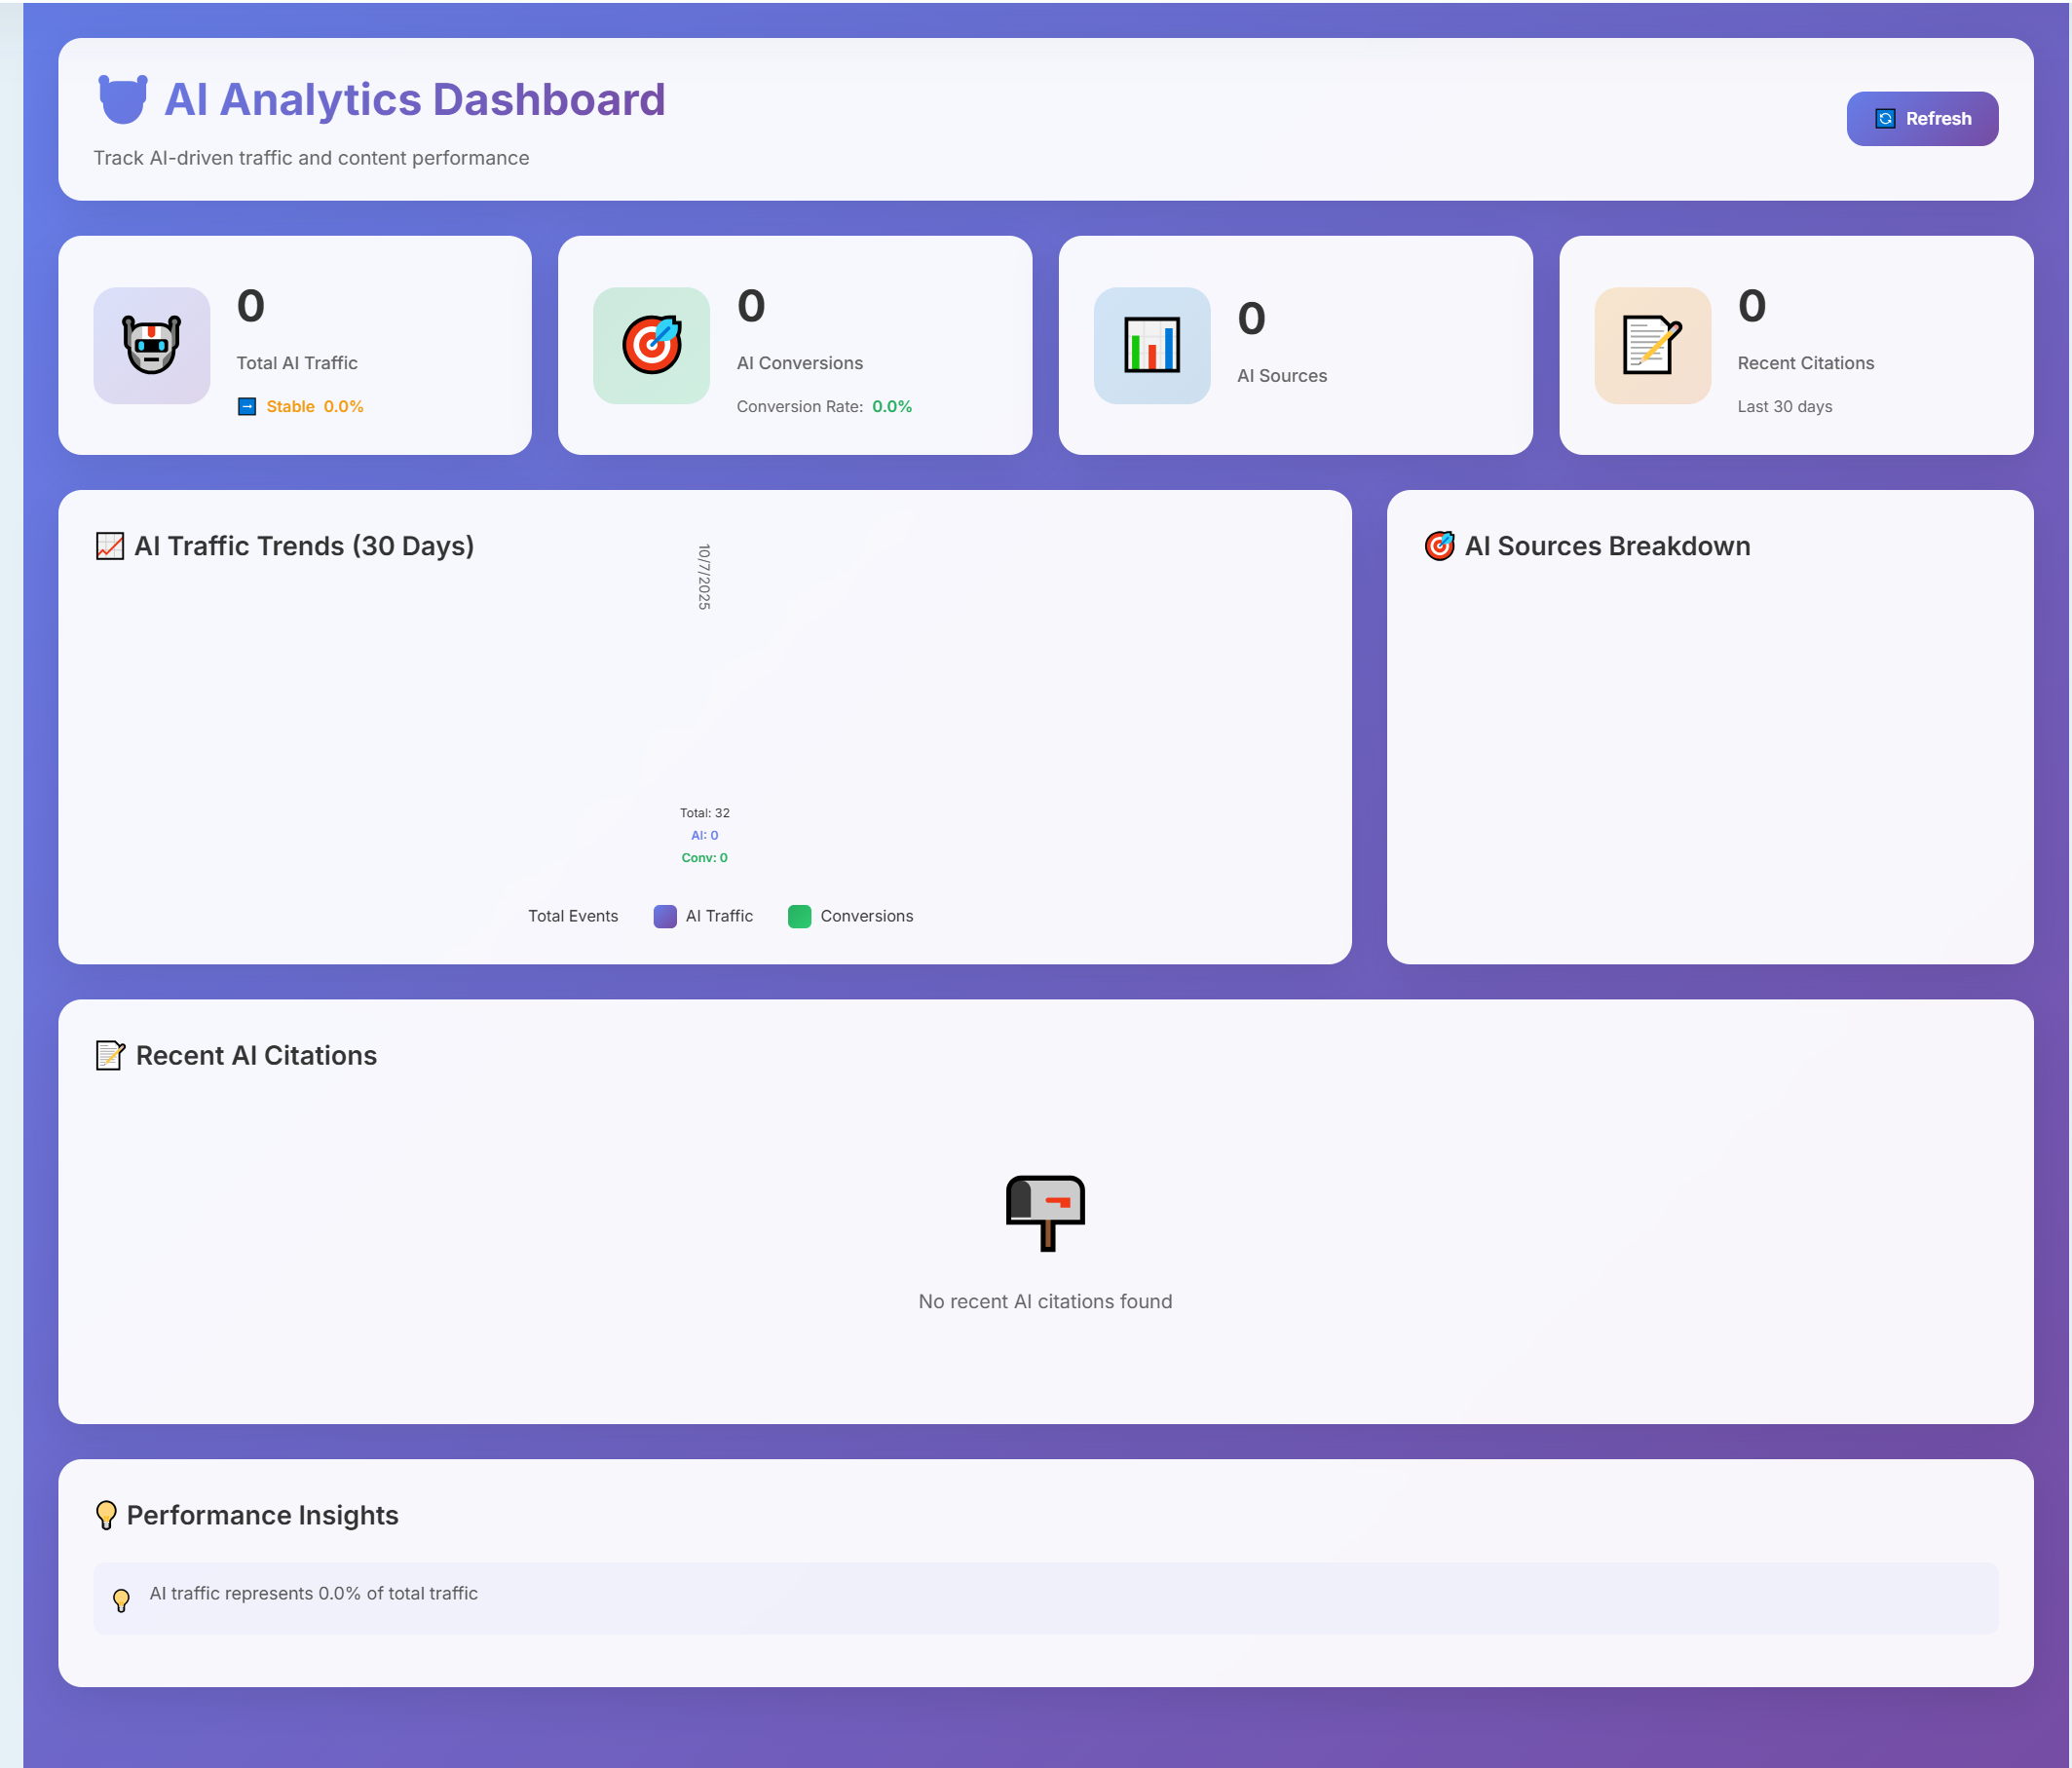 AI Analytics Dashboard
Track AI-driven traffic and content performance
Refresh
0
Total AI Traffic
Stable 0.0%
0
AI Conversions
Conversion Rate: 0.0%
0
AI Sources
0
Recent Citations
Last 30 days
AI Traffic Trends (30 Days)
10/7/2025
Total: 32
AI: 0
Conv: 0
Total Events
AI Traffic
Conversions
AI Sources Breakdown
Recent AI Citations
No recent AI citations found
Performance Insights
AI traffic represents 0.0% of total traffic